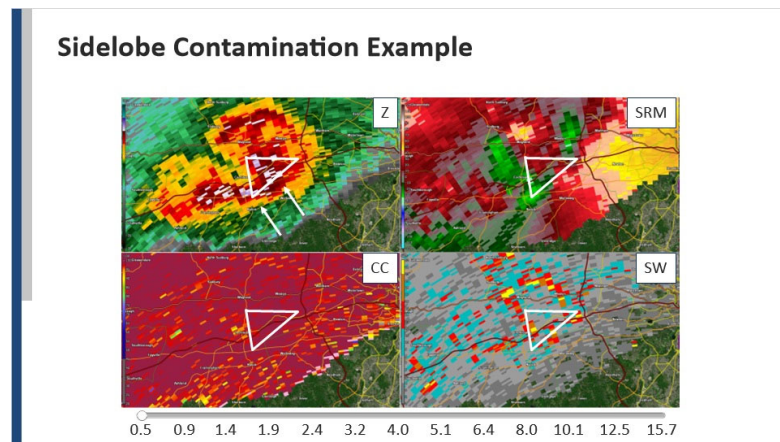 Sidelobe Contamination Example
Z
SRM
CC
SW
0.5 0.9 1.4 1.9 2.4 3.2 4.0 5.1 6.4 8.0 10.1 12.5 15.7